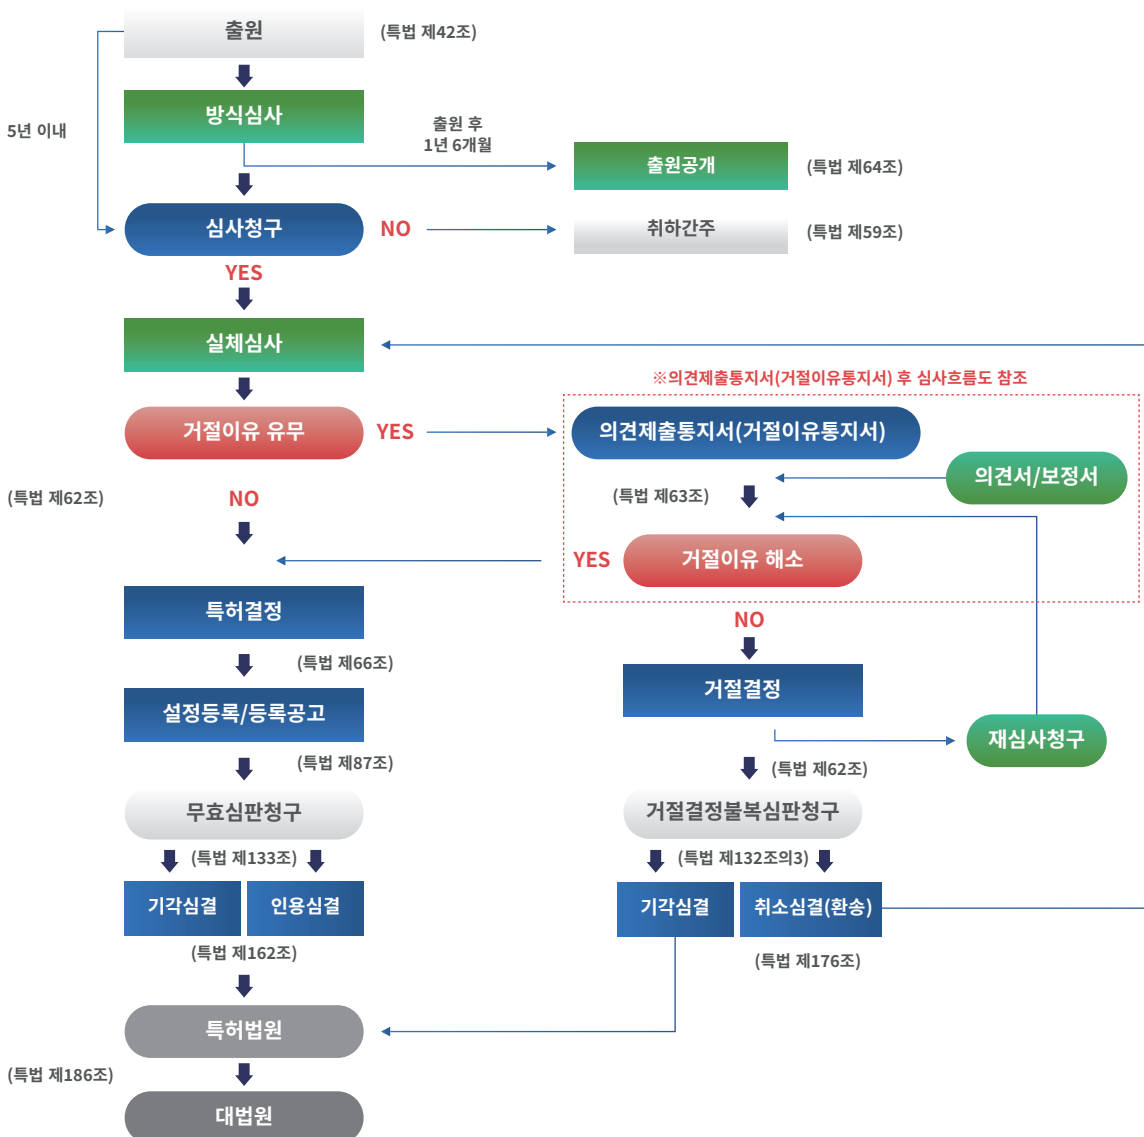 출원
(특법 제42조)
방식심사
5년 이내
출원 후
1년 6개월
출원공개
(특법 제64조)
심사청구
NO
취하간주
(특법 제59조)
YES
실체심사
※의견제출통지서(거절이유통지서) 후 심사흐름도 참조
거절이유 유무
YES
의견제출통지서(거절이유통지서)
의견서/보정서
(특법 제62조)
NO
(특법 제63조)
YES
거절이유 해소
특허결정
NO
(특법 제66조)
거절결정
설정등록/등록공고
재심사청구
(특법 제87조)
(특법 제62조)
무효심판청구
거절결정불복심판청구
(특법 제133조)
(특법 제132조의3)
기각심결
인용심결
기각심결
취소심결(환송)
(특법 제162조)
(특법 제176조)
특허법원
(특법 제186조)
대법원